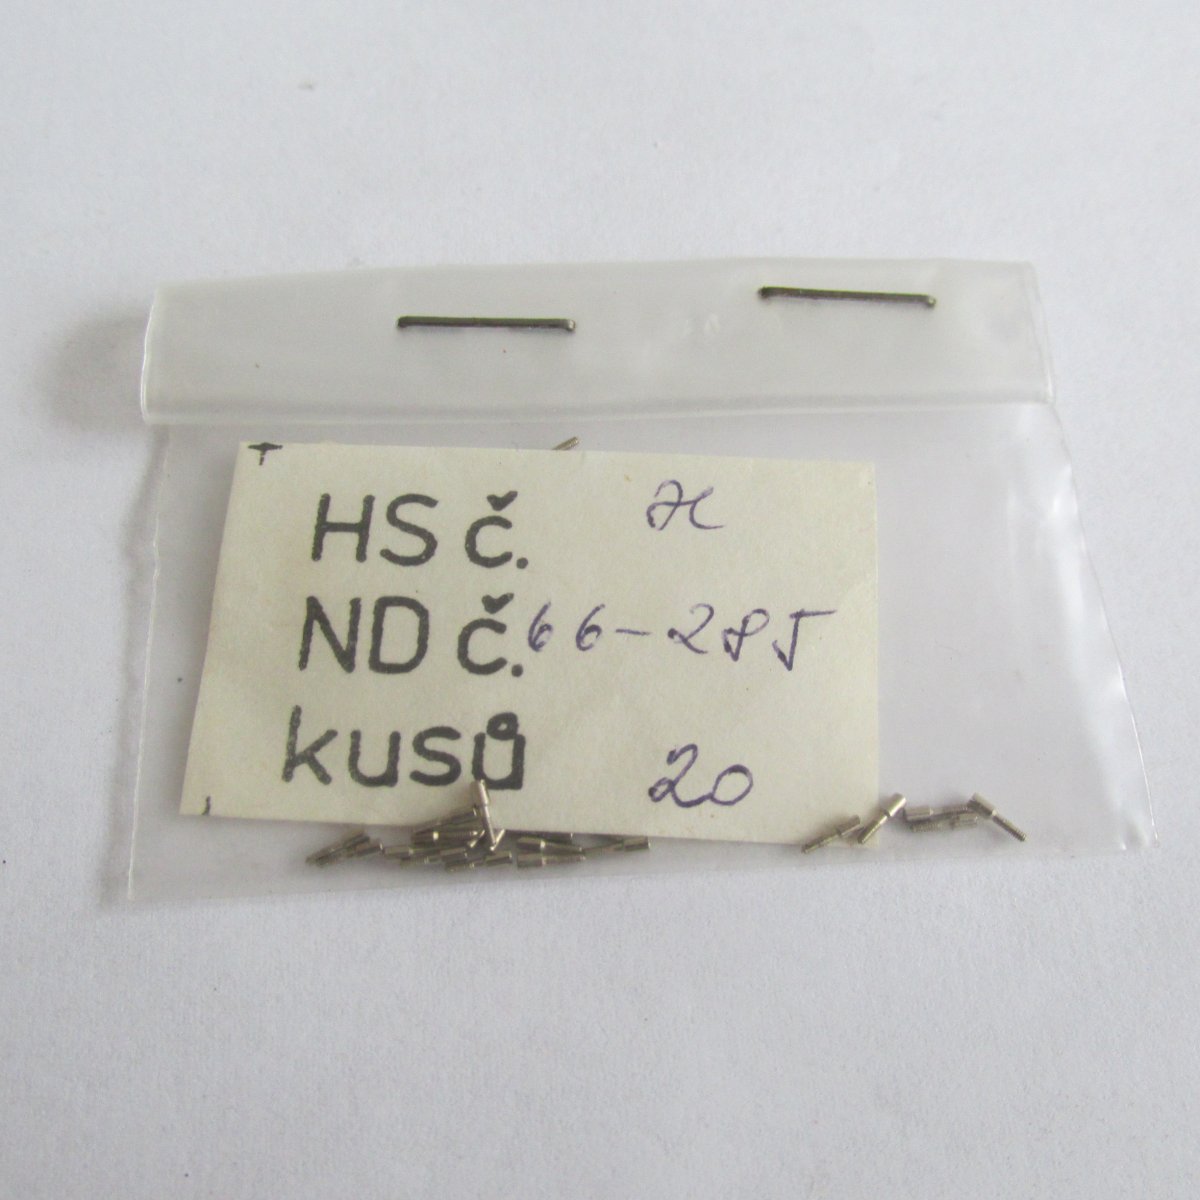 HS č. H
ND č. 66-285
kusů 20